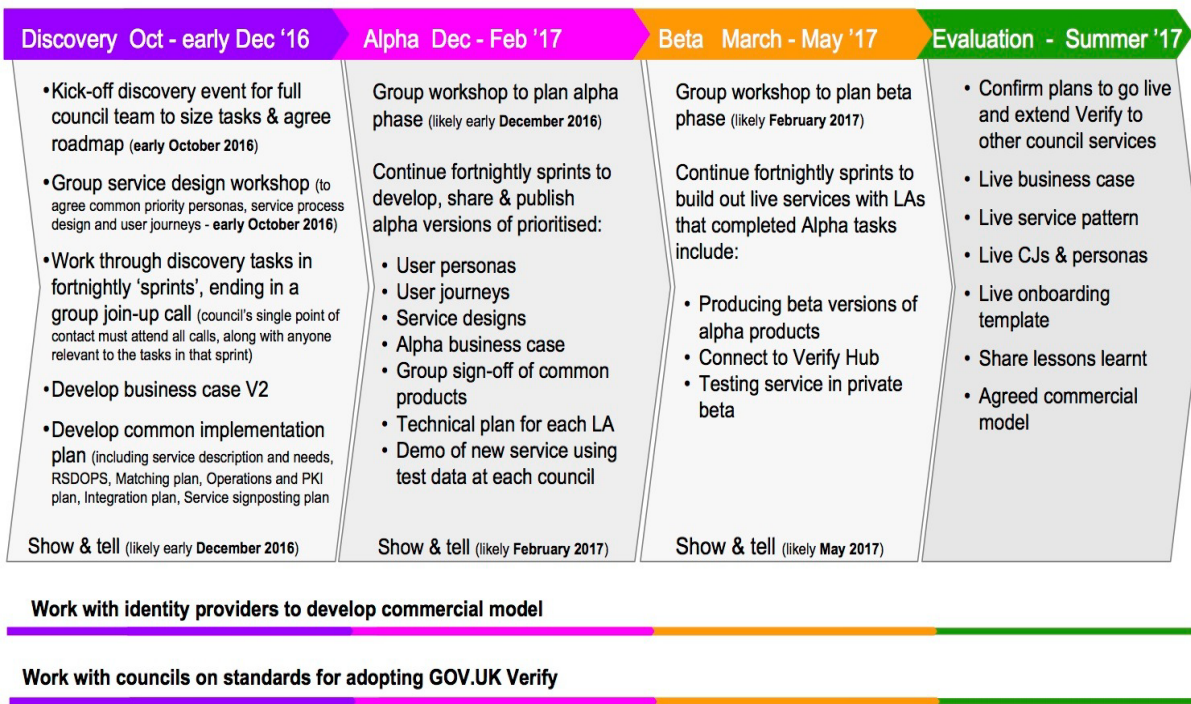 Discovery Oct - early Dec '16
Alpha Dec - Feb '17
Beta March - May '17
Evaluation - Summer '17
•Kick-off discovery event for full
council team to size tasks & agree
roadmap (early October 2016)
•Group service design workshop (to
agree common priority personas, service process
design and user journeys - early October 2016)
•Work through discovery tasks in
fortnightly 'sprints', ending in a
group join-up call (council's single point of
contact must attend all calls, along with anyone
relevant to the tasks in that sprint)
•Develop business case V2
•Develop common implementation
plan (including service description and needs,
RSDOPS, Matching plan, Operations and PKI
plan, Integration plan, Service signposting plan
Show & tell (likely early December 2016)
Group workshop to plan alpha
phase (likely early December 2016)
Continue fortnightly sprints to
develop, share & publish
alpha versions of prioritised:
• User personas
• User journeys
• Service designs
• Alpha business case
• Group sign-off of common
products
• Technical plan for each LA
• Demo of new service using
test data at each council
Show & tell (likely February 2017)
Group workshop to plan beta
phase (likely February 2017)
Continue fortnightly sprints to
build out live services with LAs
that completed Alpha tasks
include:
• Producing beta versions of
alpha products
• Connect to Verify Hub
• Testing service in private
beta
Show & tell (likely May 2017)
• Confirm plans to go live
and extend Verify to
other council services
• Live business case
• Live service pattern
• Live CJs & personas
• Live onboarding
template
• Share lessons learnt
• Agreed commercial
model
Work with identity providers to develop commercial model
Work with councils on standards for adopting GOV.UK Verify